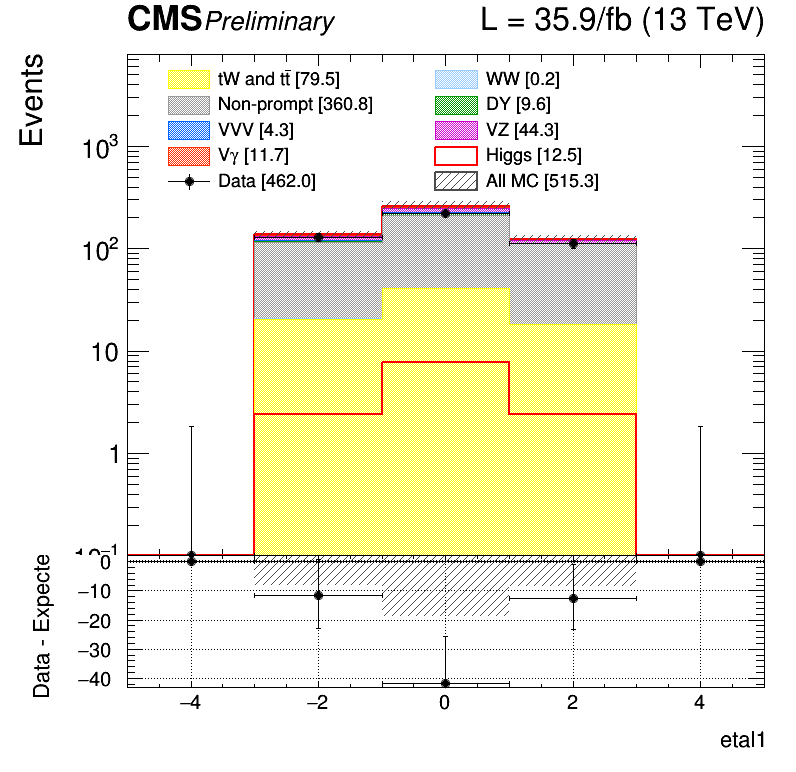 CMS Preliminary L = 35.9/fb (13 TeV)
Events
tW and tt̄ [79.5] WW [0.2]
Non-prompt [360.8] DY [9.6]
VVV [4.3] VZ [44.3]
Vγ [11.7] Higgs [12.5]
Data [462.0] All MC [515.3]
10³
10²
10
1
Data - Expecte
0
−10
−20
−30
−40
−4 −2 0 2 4
etal1